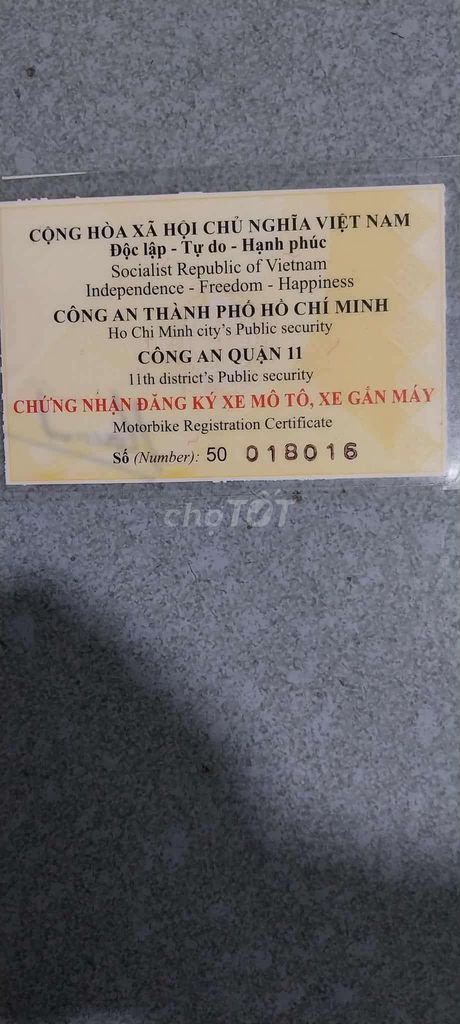 CỘNG HÒA XÃ HỘI CHỦ NGHĨA VIỆT NAM
Độc lập - Tự do - Hạnh phúc
Socialist Republic of Vietnam
Independence - Freedom - Happiness
CÔNG AN THÀNH PHỐ HỒ CHÍ MINH
Ho Chi Minh city's Public security
CÔNG AN QUẬN 11
11th district's Public security
CHỨNG NHẬN ĐĂNG KÝ XE MÔ TÔ, XE GẮN MÁY
Motorbike Registration Certificate
Số (Number): 50 018016
chợTỐT